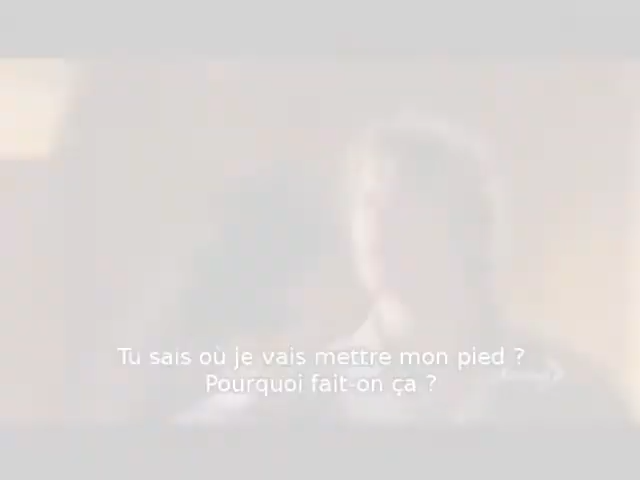 Tu sais où je vais mettre mon pied ?
Pourquoi fait-on ça ?